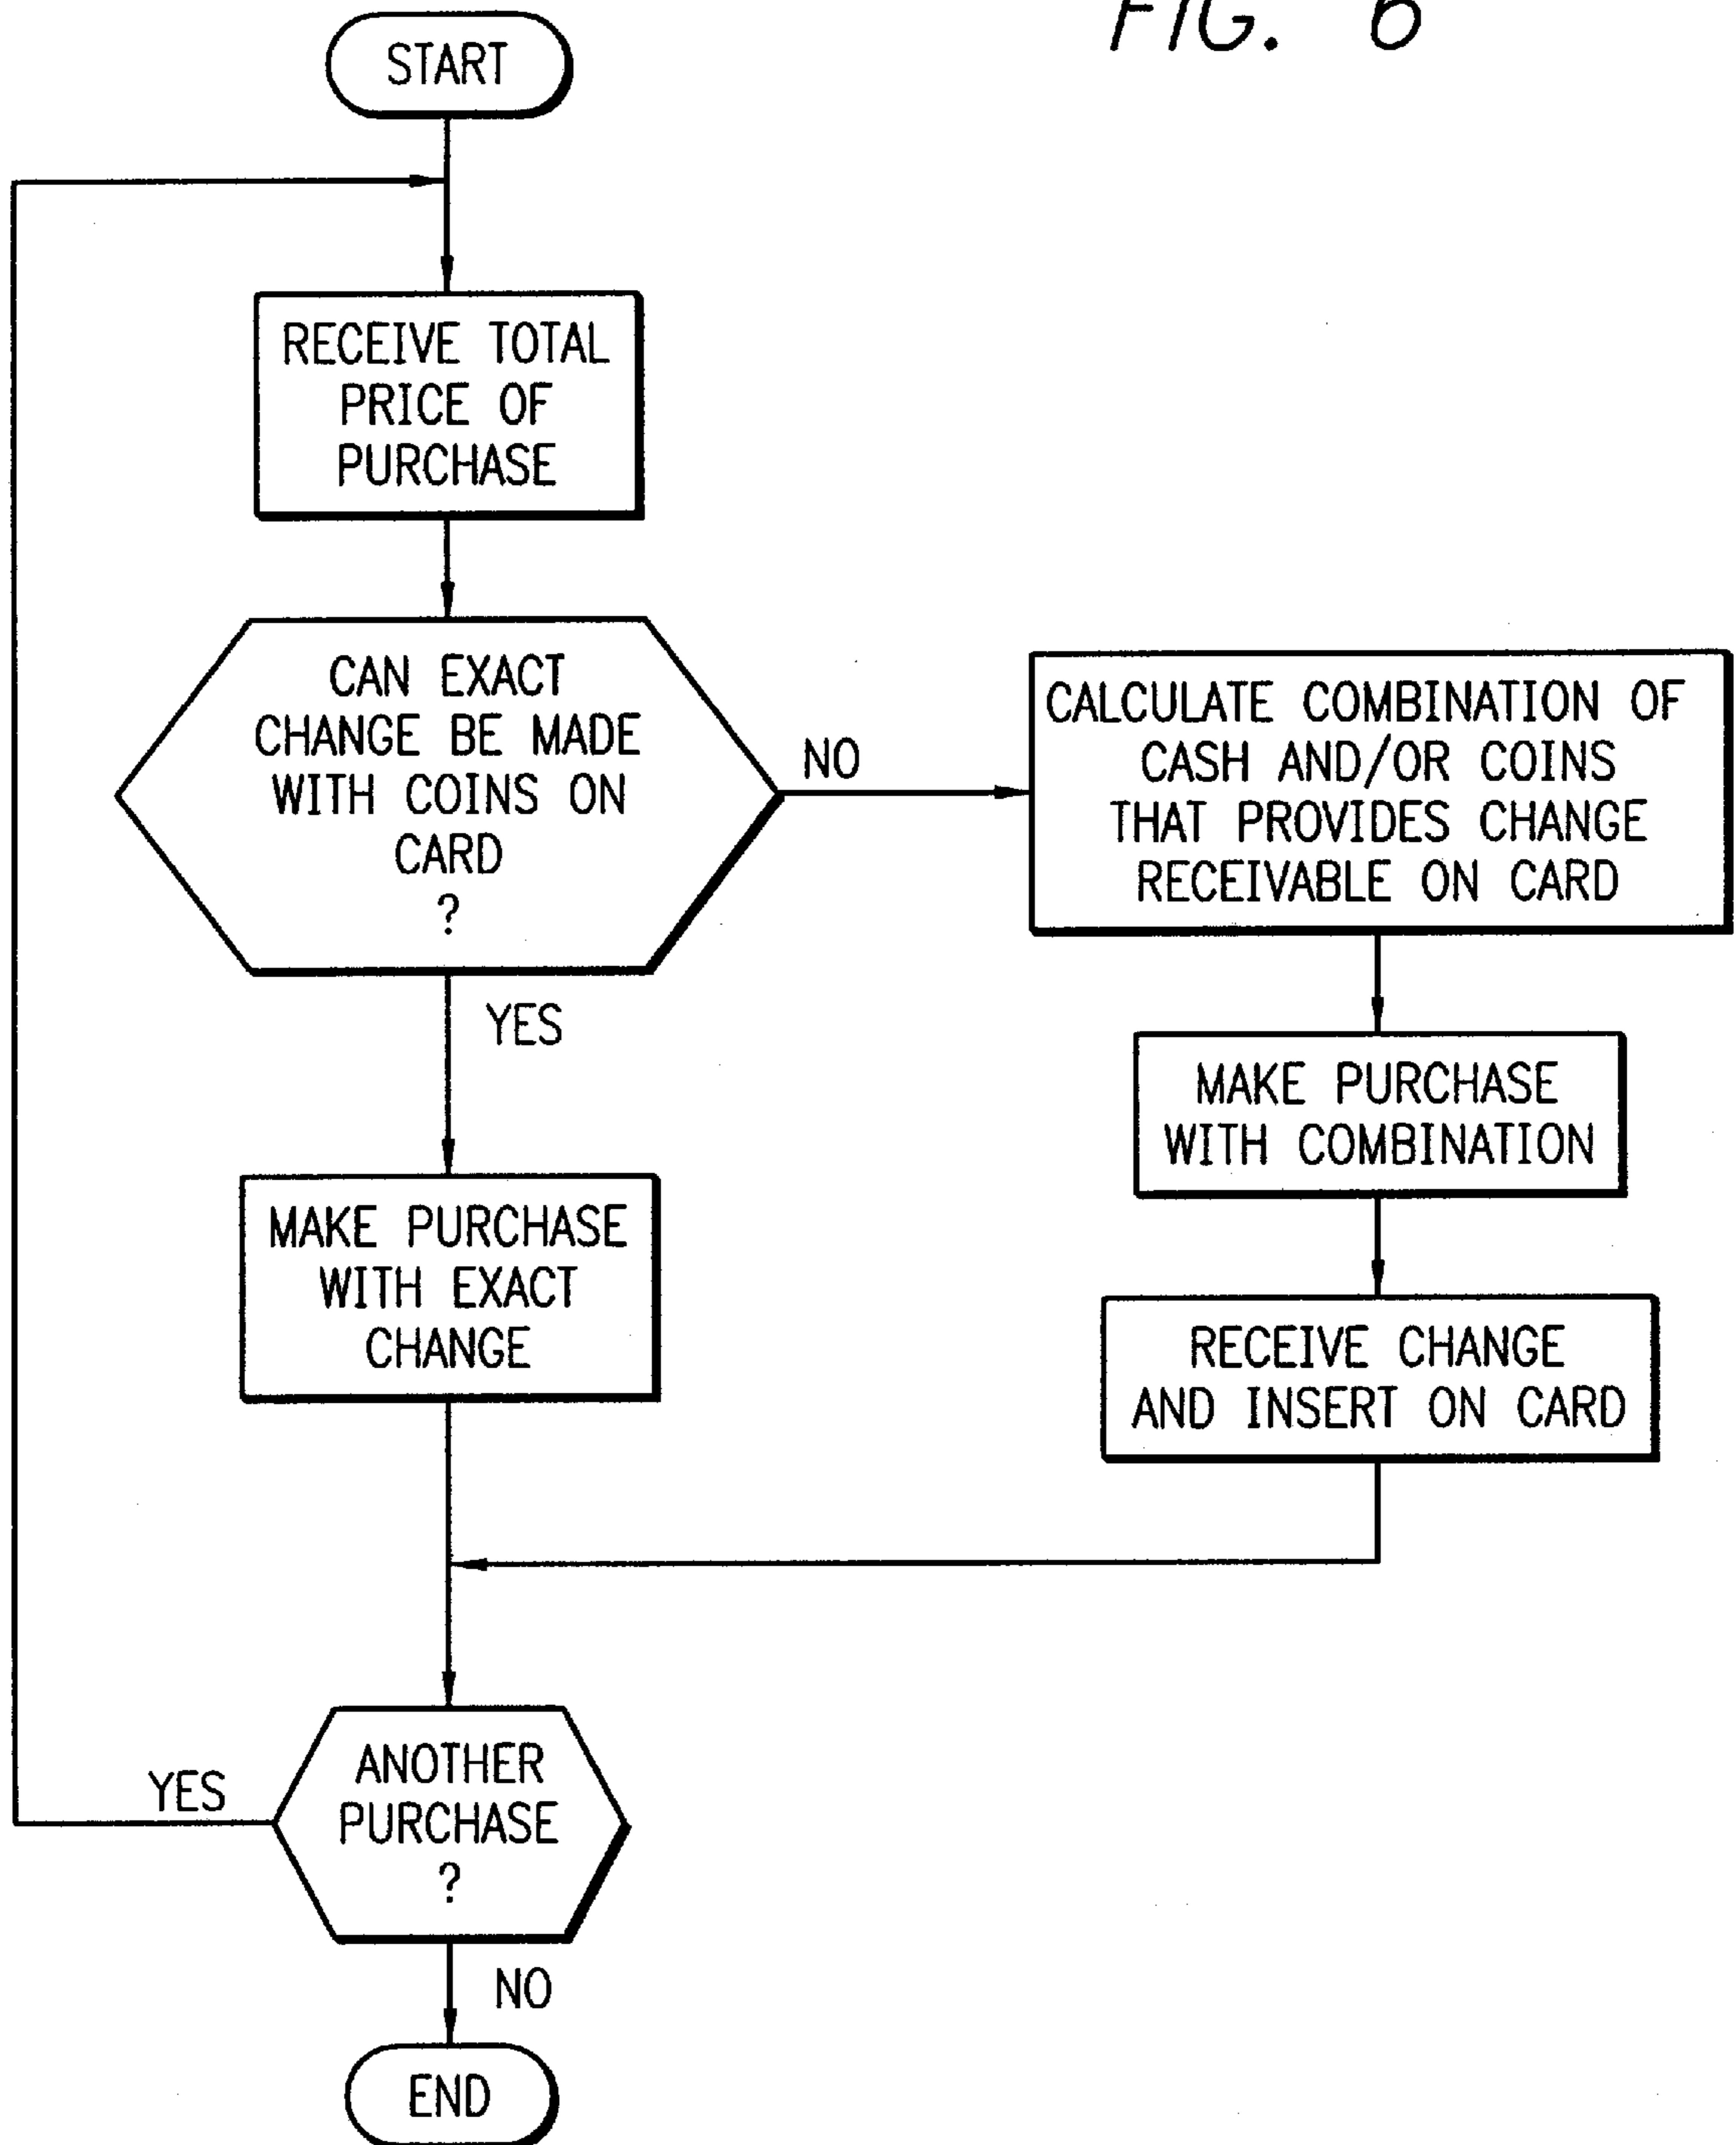 FIG. 6
START
RECEIVE TOTAL
PRICE OF
PURCHASE
CAN EXACT
CHANGE BE MADE
WITH COINS ON
CARD
?
NO
CALCULATE COMBINATION OF
CASH AND/OR COINS
THAT PROVIDES CHANGE
RECEIVABLE ON CARD
YES
MAKE PURCHASE
WITH COMBINATION
MAKE PURCHASE
WITH EXACT
CHANGE
RECEIVE CHANGE
AND INSERT ON CARD
ANOTHER
PURCHASE
?
YES
NO
END